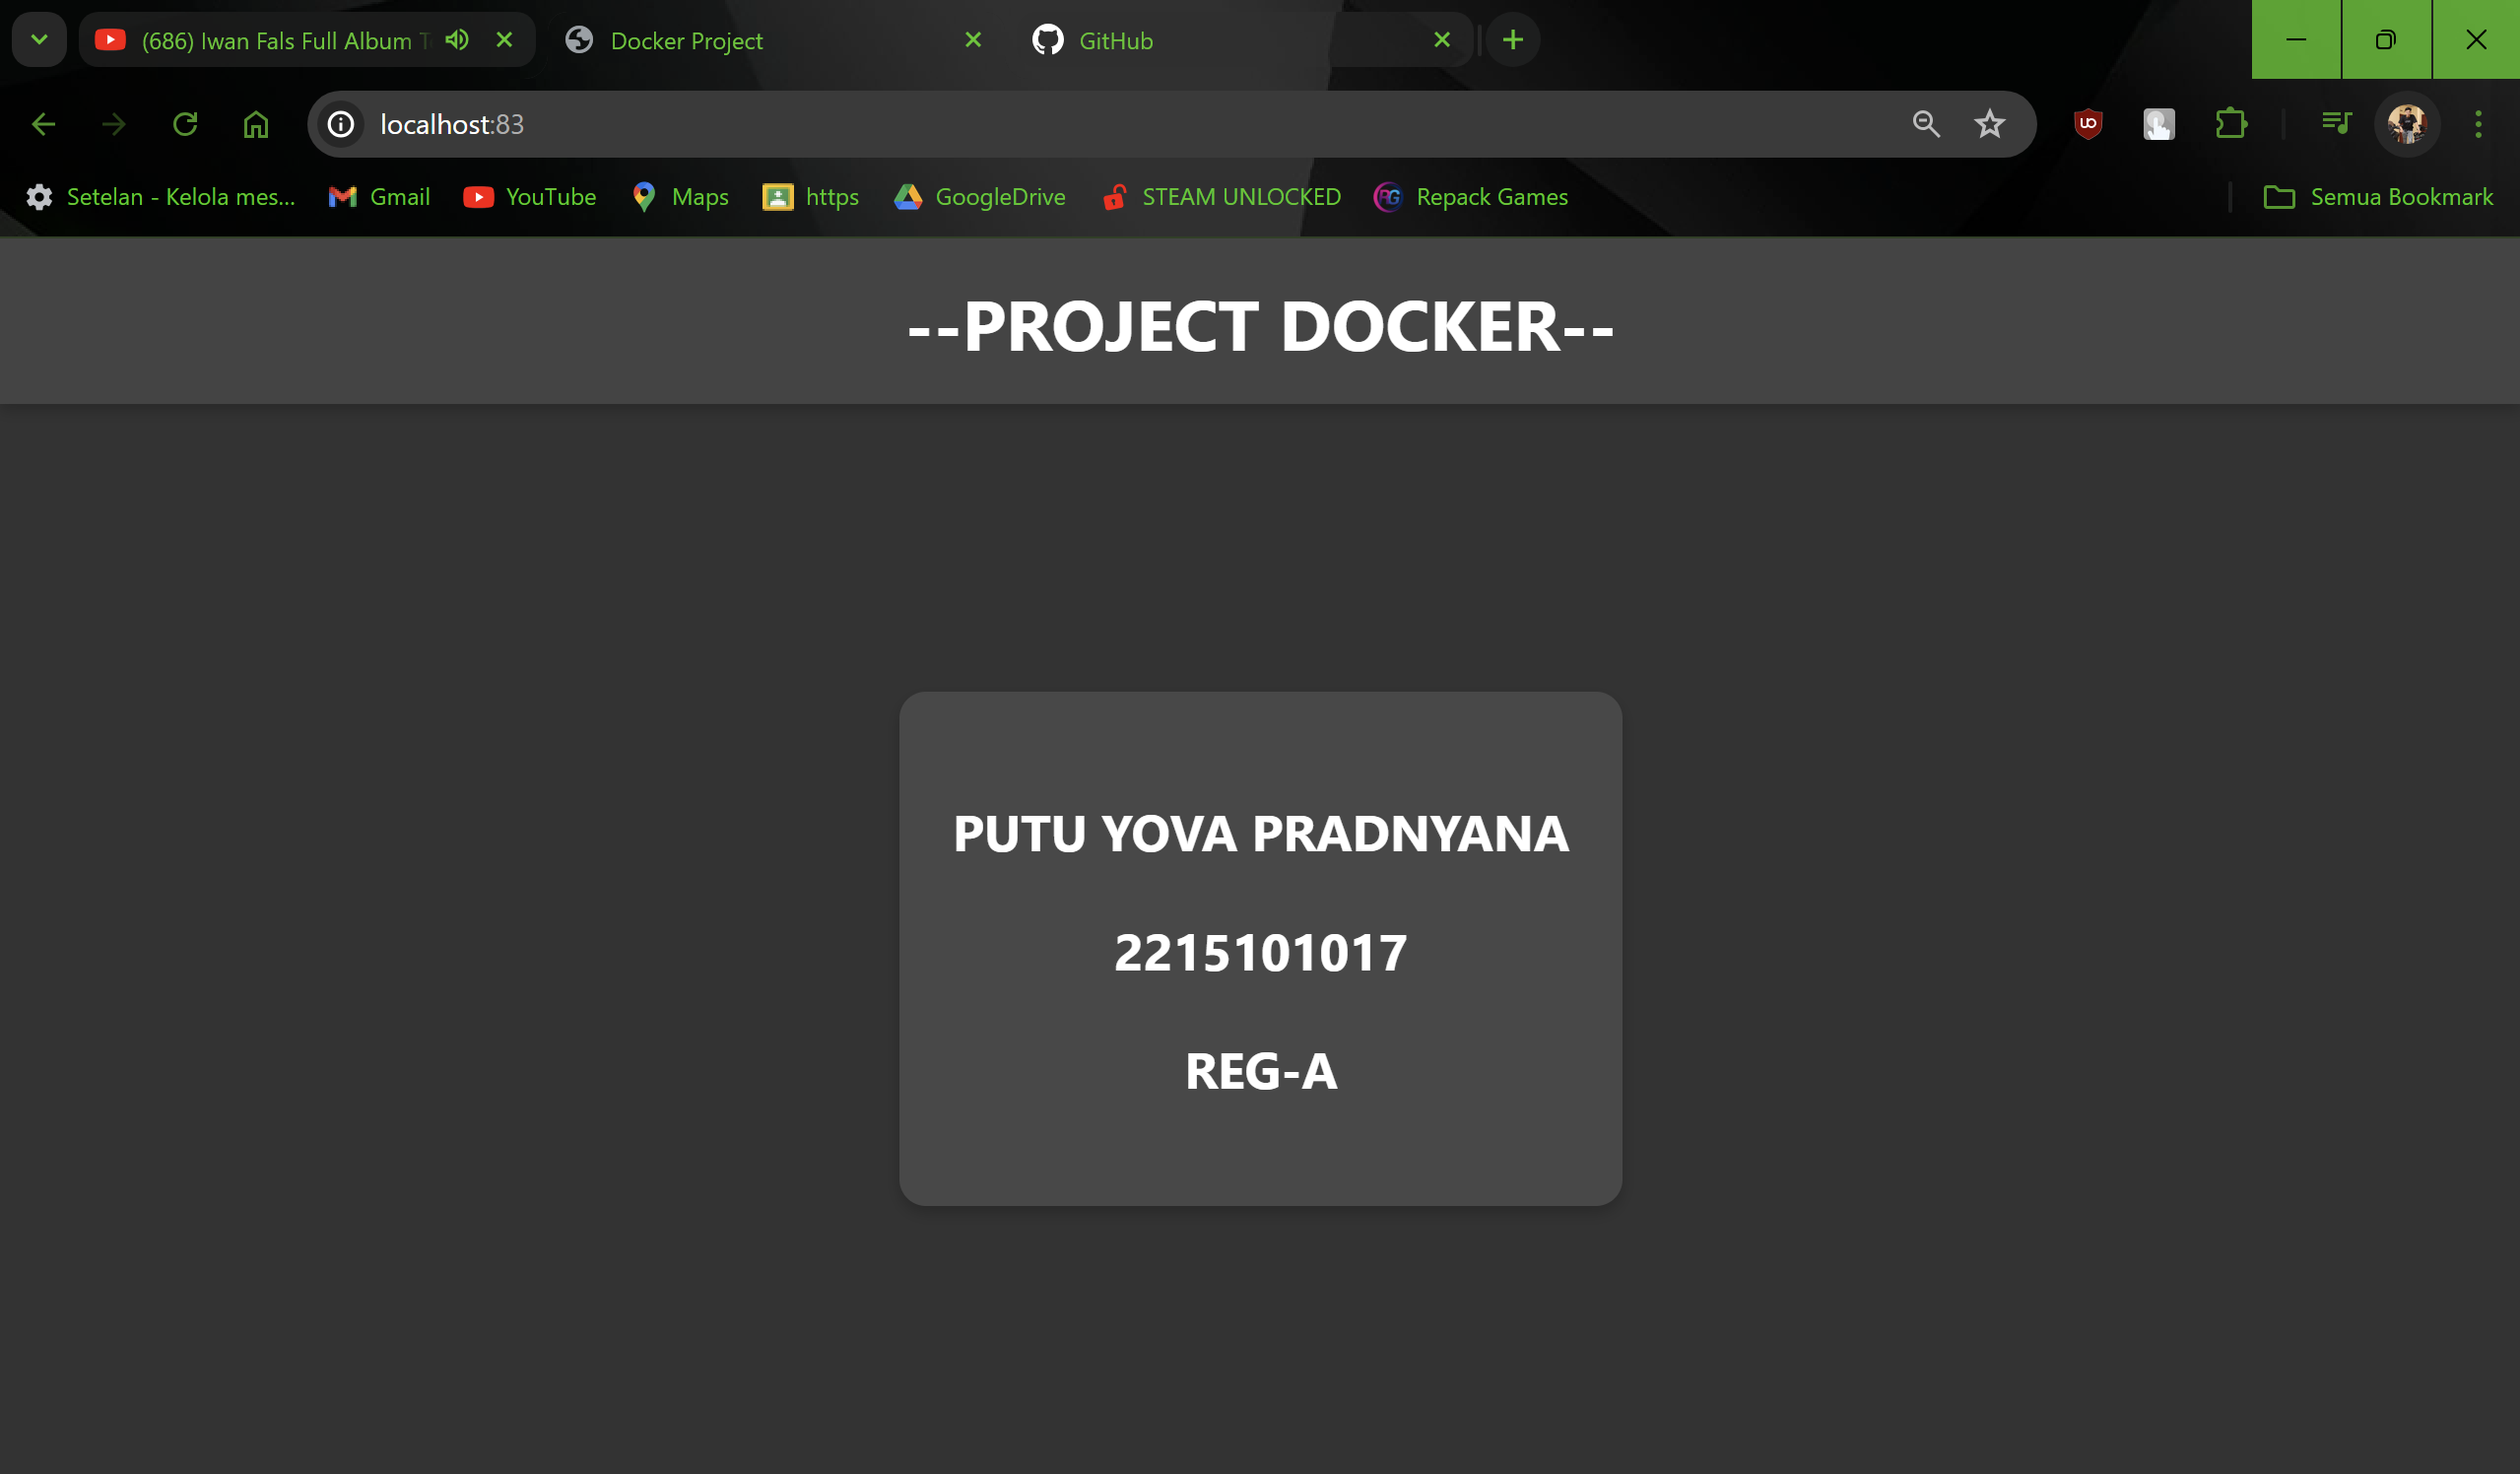 (686) Iwan Fals Full Album
Docker Project
GitHub
localhost:83
Setelan - Kelola mes...
Gmail
YouTube
Maps
https
GoogleDrive
STEAM UNLOCKED
RG
Repack Games
Semua Bookmark
--PROJECT DOCKER--
PUTU YOVA PRADNYANA
2215101017
REG-A